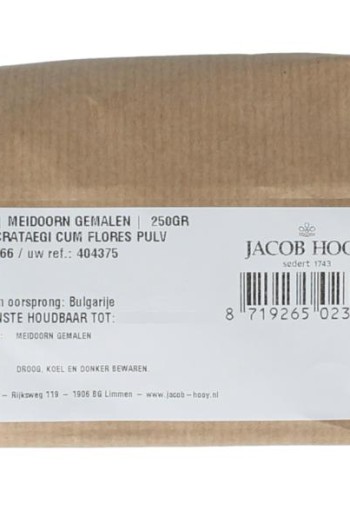 | MEIDOORN GEMALEN | 250GR
CRATAEGI CUM FLORES PULV
66 / uw ref.: 404375
oorsprong: Bulgarije
NSTE HOUDBAAR TOT:
MEIDOORN GEMALEN
DROOG, KOEL EN DONKER BEWAREN.
– Rijksweg 119 – 1906 BG Limmen – www.jacob-hooy.nl
JACOB HOO
sedert 1743
8 719265 023